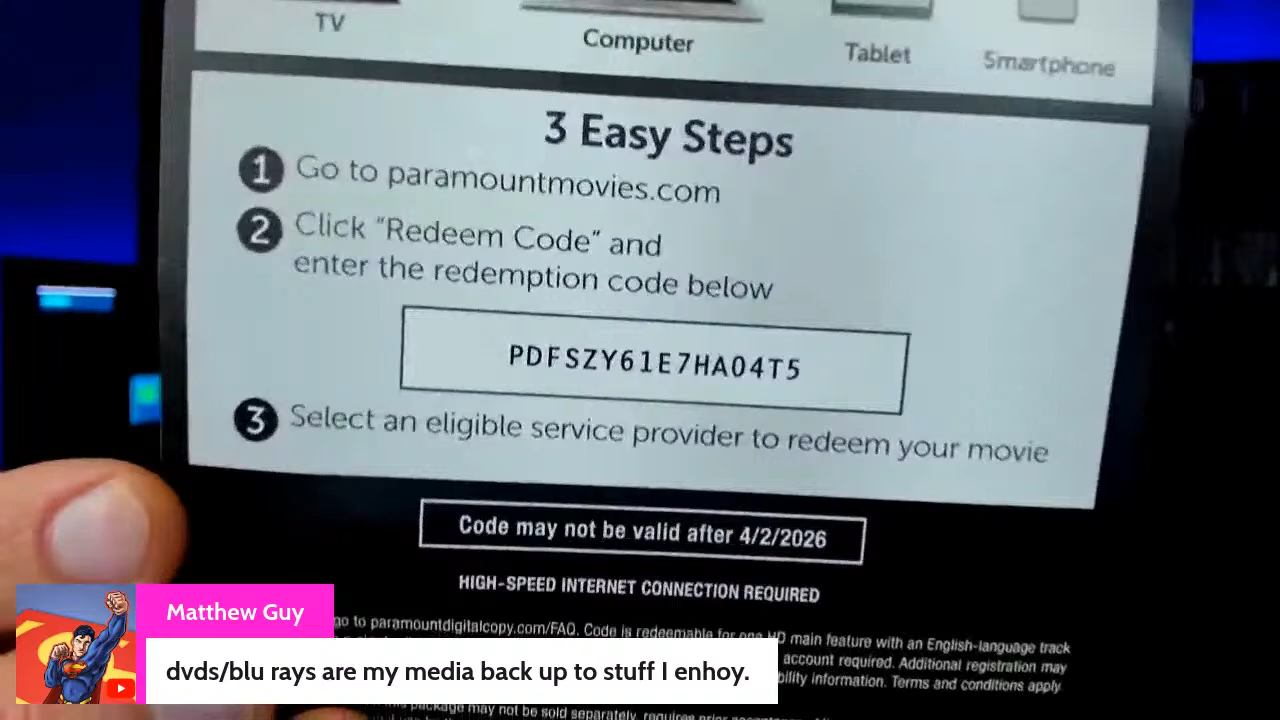 TV
Computer
Tablet
Smartphone
3 Easy Steps
1 Go to paramountmovies.com
2 Click "Redeem Code" and
enter the redemption code below
PDFSZY61E7HA04T5
3 Select an eligible service provider to redeem your movie
Code may not be valid after 4/2/2026
HIGH-SPEED INTERNET CONNECTION REQUIRED
go to paramountdigitalcopy.com/FAQ. Code is redeemable for one HD main feature with an English-language track
account required. Additional registration may
information. Terms and conditions apply
package may not be sold separately,
Matthew Guy
dvds/blu rays are my media back up to stuff I enhoy.